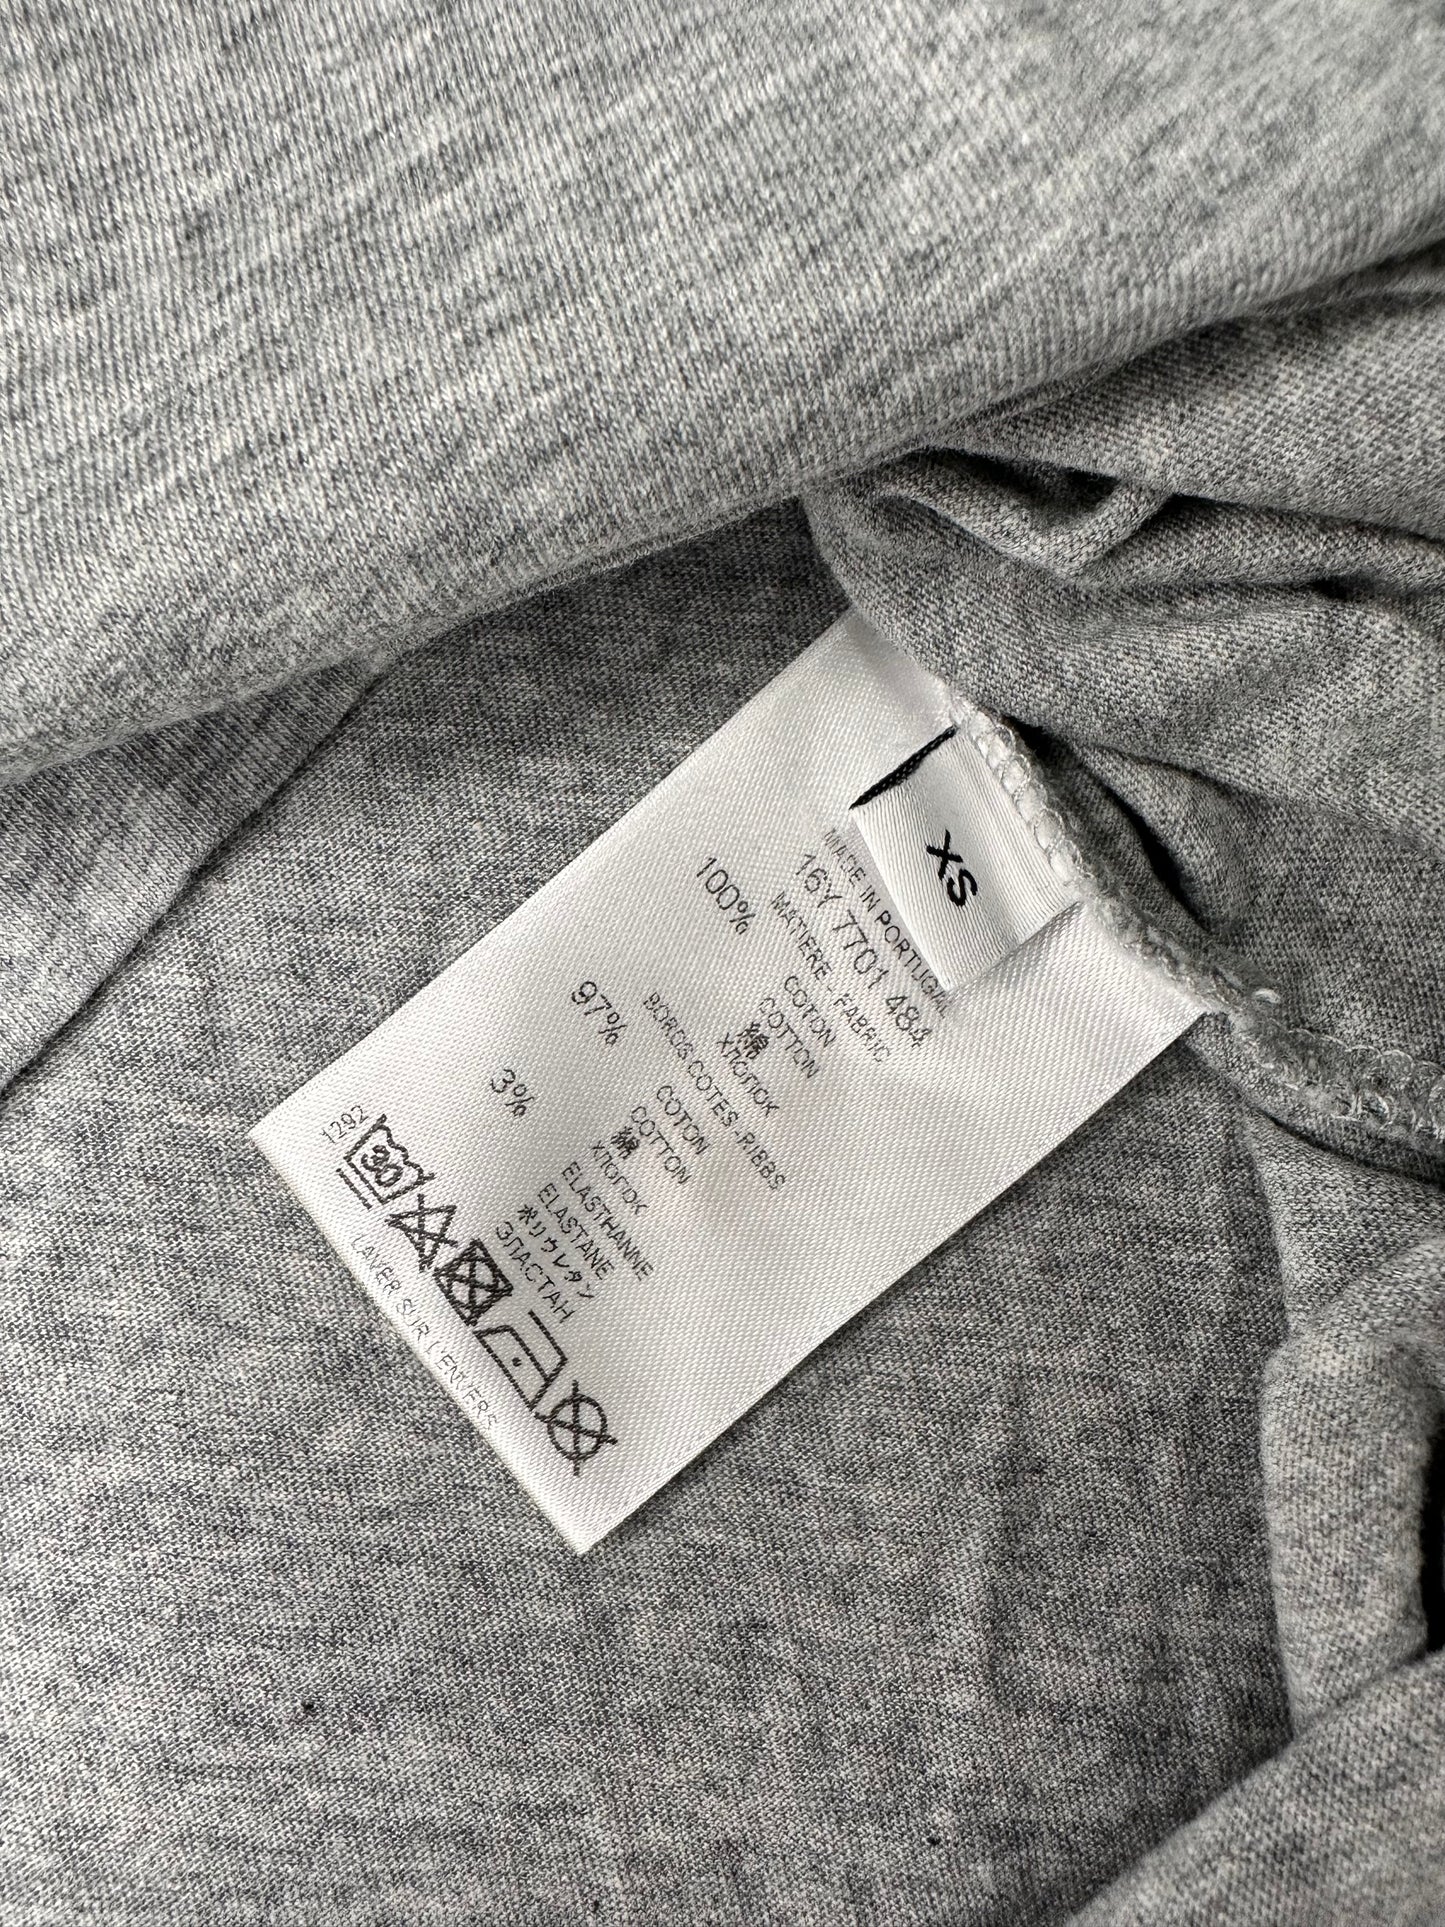 XS
MADE IN PORTUGAL
16Y 7701 484
MATIERE - FABRIC
100% COTON
COTTON
綿
ХЛОПОК
BORDS COTES - RIBBS
97% COTON
COTTON
綿
ХЛОПОК
3% ELASTHANNE
ELASTANE
ポリウレタン
ЭЛАСТАН
1292
30
LAVER SUR L'ENVERS